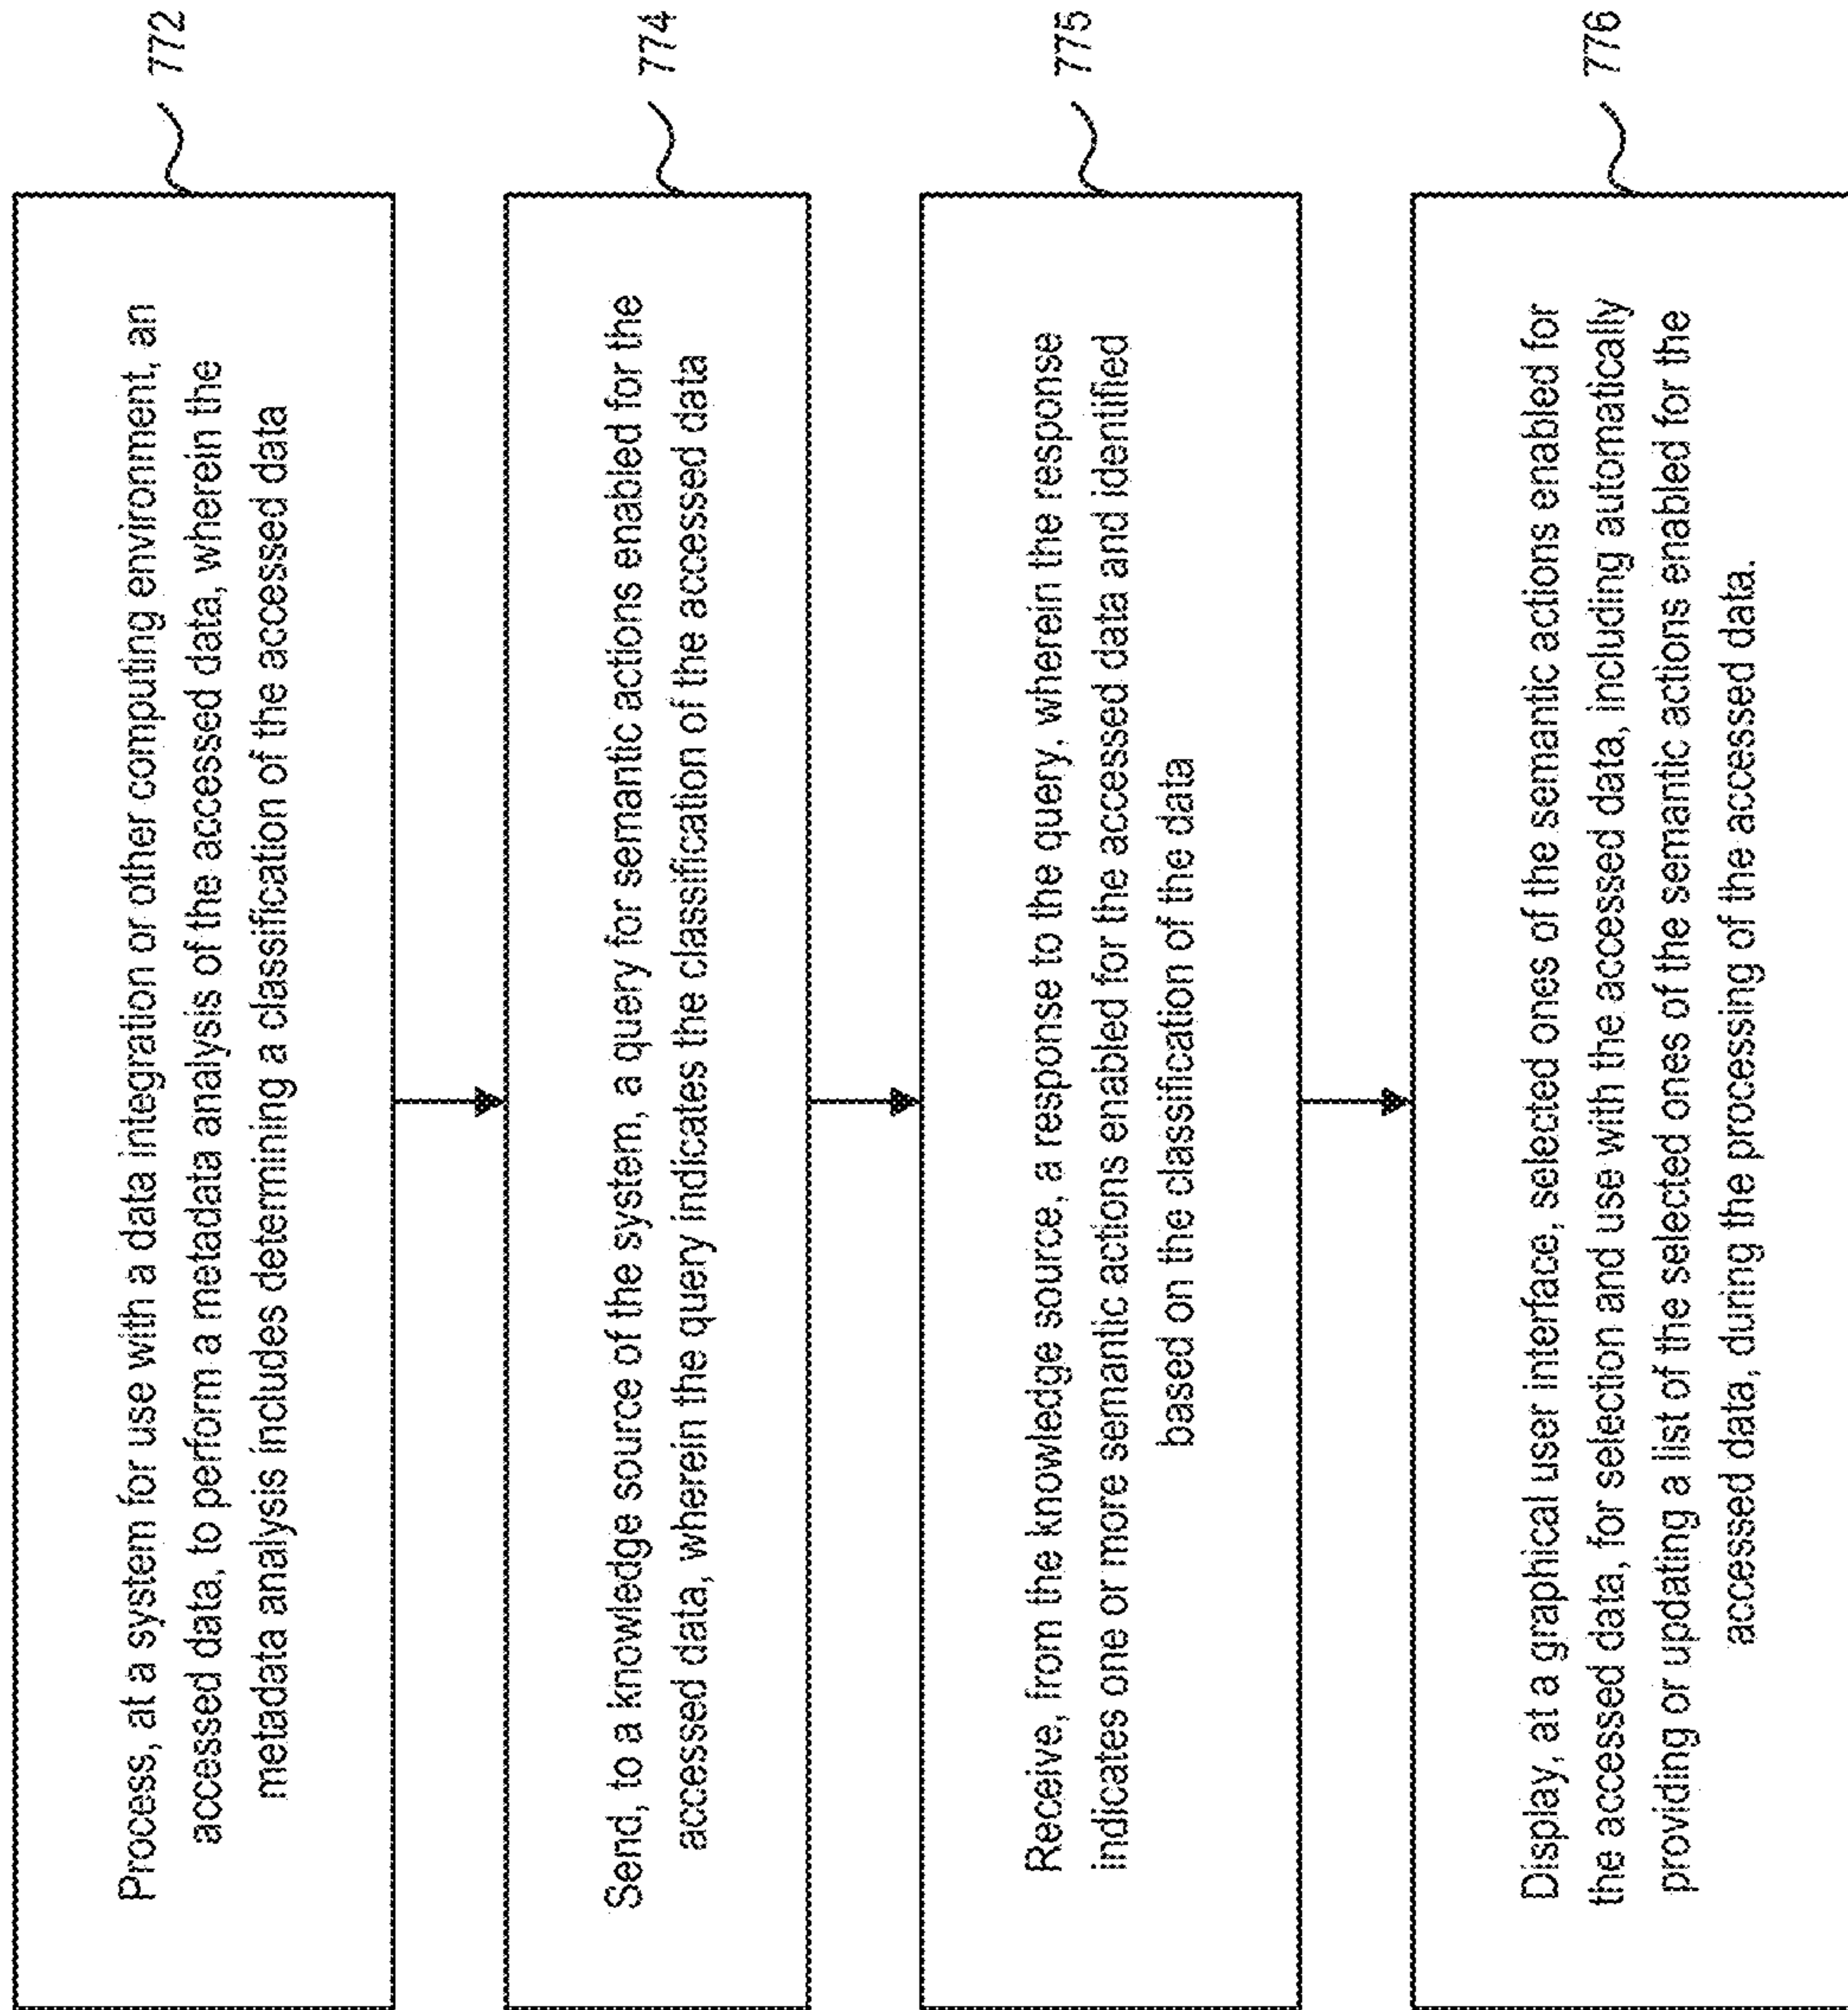 Process, at a system for use with a data integration or other computing environment, an
accessed data, to perform a metadata analysis of the accessed data, wherein the
metadata analysis includes determining a classification of the accessed data
772
Send, to a knowledge source of the system, a query for semantic actions enabled for the
accessed data, wherein the query indicates the classification of the accessed data
774
Receive, from the knowledge source, a response to the query, wherein the response
indicates one or more semantic actions enabled for the accessed data and identified
based on the classification of the data
775
Display, at a graphical user interface, selected ones of the semantic actions enabled for
the accessed data, for selection and use with the accessed data, including automatically
providing or updating a list of the selected ones of the semantic actions enabled for the
accessed data, during the processing of the accessed data.
776